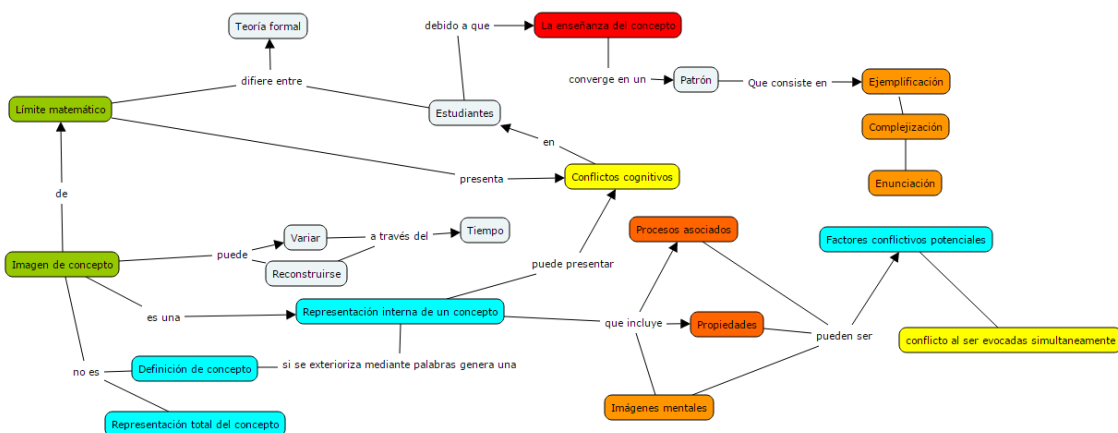 Teoría formal
debido a que
La enseñanza del concepto
difiere entre
converge en un
Patrón
Que consiste en
Ejemplificación
Límite matemático
Estudiantes
Complejización
en
presenta
Conflictos cognitivos
Enunciación
de
Variar
a través del
Tiempo
Procesos asociados
Factores conflictivos potenciales
Imagen de concepto
puede
Reconstruirse
puede presentar
es una
Representación interna de un concepto
que incluye
Propiedades
pueden ser
conflicto al ser evocadas simultaneamente
no es
Definición de concepto
si se exterioriza mediante palabras genera una
Imágenes mentales
Representación total del concepto